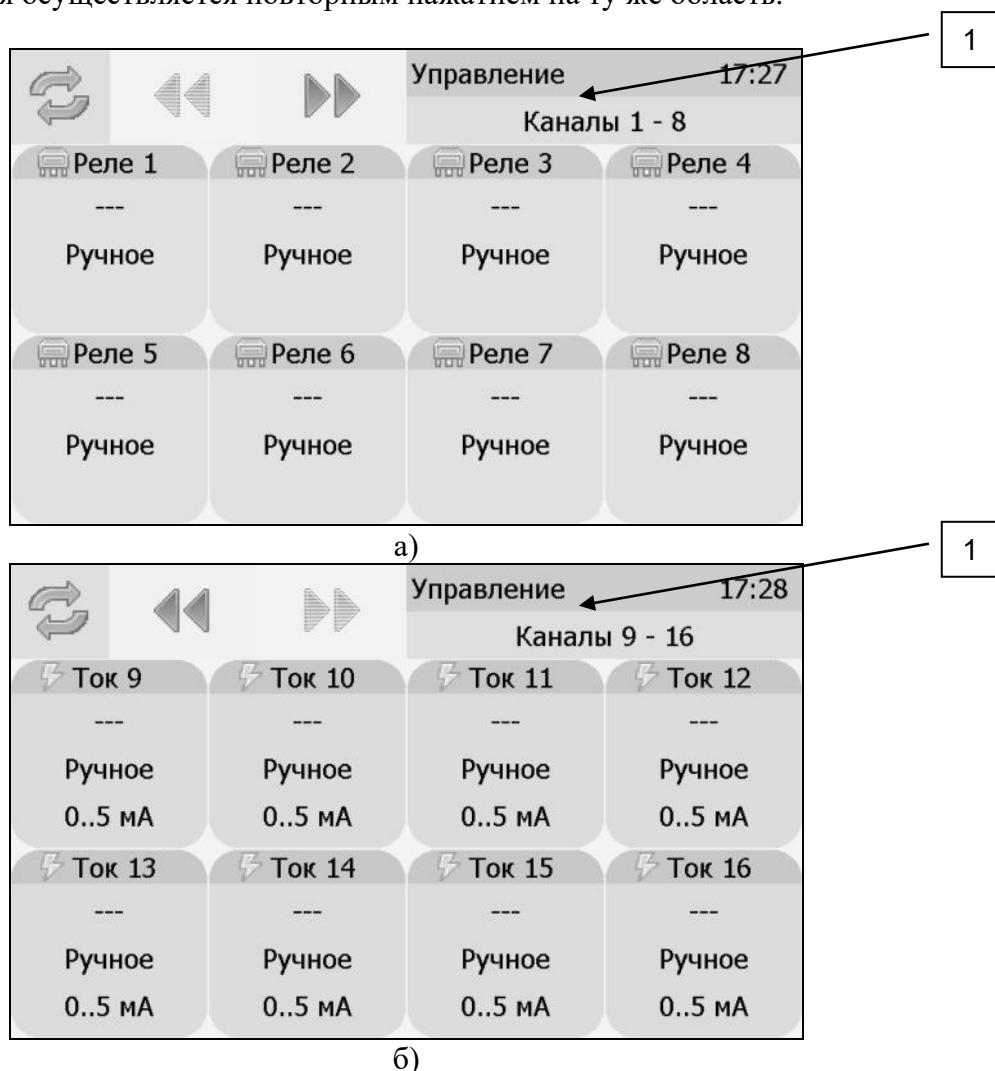 осуществляется повторным нажатием на ту же область.
1
Управление 17:27
Каналы 1 - 8
Реле 1 Реле 2 Реле 3 Реле 4
--- --- --- ---
Ручное Ручное Ручное Ручное
Реле 5 Реле 6 Реле 7 Реле 8
--- --- --- ---
Ручное Ручное Ручное Ручное
а)
1
Управление 17:28
Каналы 9 - 16
Ток 9 Ток 10 Ток 11 Ток 12
--- --- --- ---
Ручное Ручное Ручное Ручное
0..5 мА 0..5 мА 0..5 мА 0..5 мА
Ток 13 Ток 14 Ток 15 Ток 16
--- --- --- ---
Ручное Ручное Ручное Ручное
0..5 мА 0..5 мА 0..5 мА 0..5 мА
б)